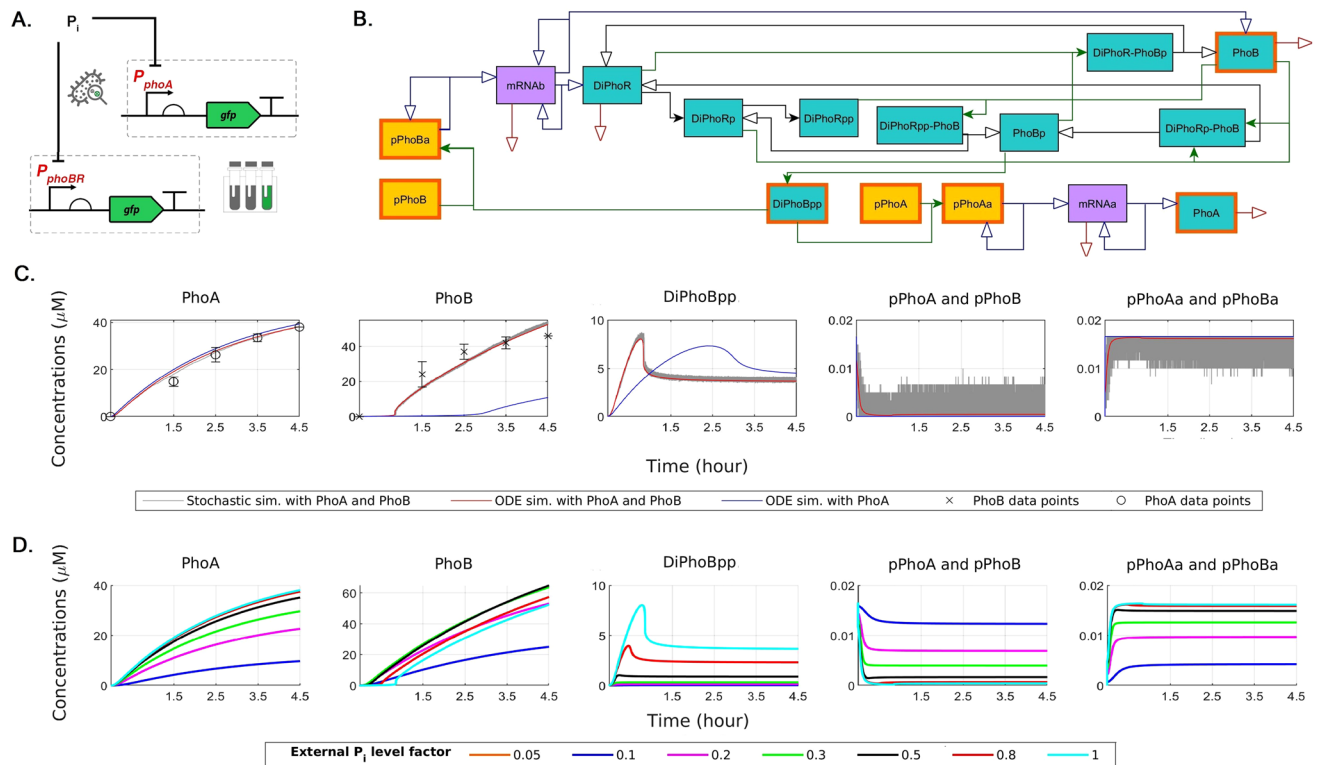 A.
P i
P phoA
gfp
P phoBR
gfp
B.
mRNAb
DiPhoR
DiPhoR-PhoBp
PhoB
DiPhoRp
DiPhoRpp
DiPhoRpp-PhoB
PhoBp
DiPhoRp-PhoB
pPhoBa
pPhoB
DiPhoBpp
pPhoA
pPhoAa
mRNAa
PhoA
C.
Concentrations (μM)
PhoA
PhoB
DiPhoBpp
pPhoA and pPhoB
pPhoAa and pPhoBa
40
20
0
1.5 2.5 3.5 4.5
40
20
0
1.5 2.5 3.5 4.5
10
5
0
1.5 2.5 3.5 4.5
0.02
0.01
0
1.5 2.5 3.5 4.5
0.02
0.01
0
1.5 2.5 3.5 4.5
Time (hour)
Stochastic sim. with PhoA and PhoB ODE sim. with PhoA and PhoB ODE sim. with PhoA PhoB data points PhoA data points
D.
Concentrations (μM)
PhoA
PhoB
DiPhoBpp
pPhoA and pPhoB
pPhoAa and pPhoBa
40
20
0
1.5 2.5 3.5 4.5
60
40
20
0
1.5 2.5 3.5 4.5
10
5
0
1.5 2.5 3.5 4.5
0.02
0.01
0
1.5 2.5 3.5 4.5
0.02
0.01
0
1.5 2.5 3.5 4.5
Time (hour)
External Pi level factor 0.05 0.1 0.2 0.3 0.5 0.8 1